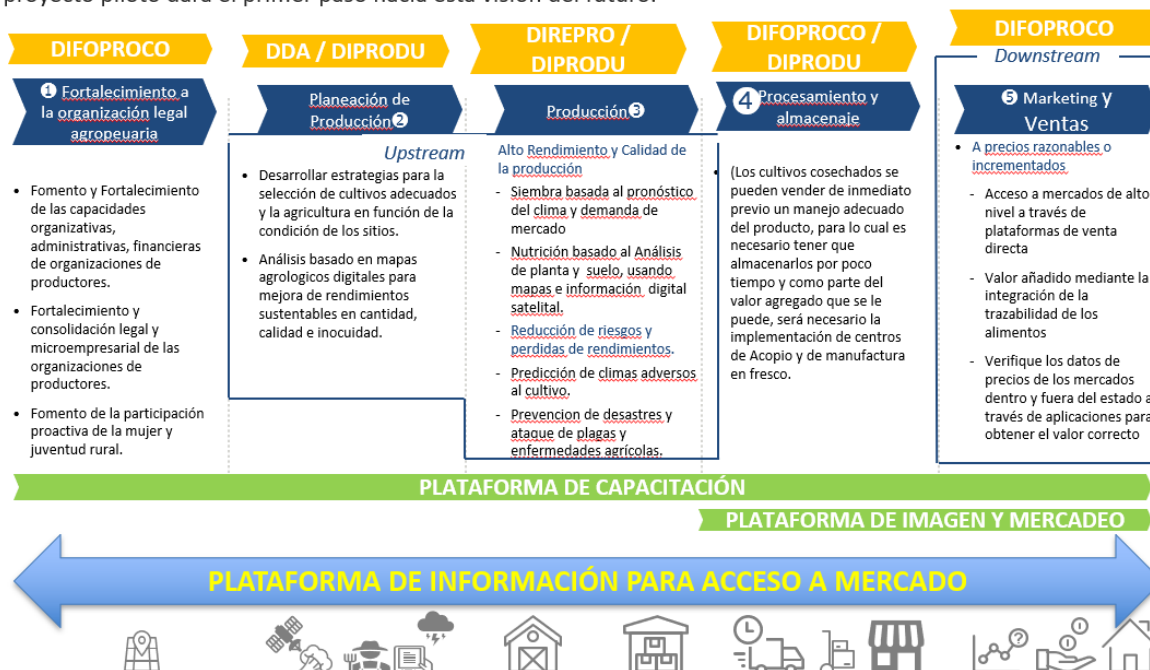 proyecto piloto dará el primer paso hacia esta visión del futuro.
DIFOPROCO
❶ Fortalecimiento a
la organización legal
agropeuaria
• Fomento y Fortalecimiento
de las capacidades
organizativas,
administrativas, financieras
de organizaciones de
productores.
• Fortalecimiento y
consolidación legal y
microempresarial de las
organizaciones de
productores.
• Fomento de la participación
proactiva de la mujer y
juventud rural.
DDA / DIPRODU
Planeación de
Producción❷
Upstream
• Desarrollar estrategias para la
selección de cultivos adecuados
y la agricultura en función de la
condición de los sitios.
• Análisis basado en mapas
agrologicos digitales para
mejora de rendimientos
sustentables en cantidad,
calidad e inocuidad.
DIREPRO /
DIPRODU
Producción❸
Alto Rendimiento y Calidad de
la producción
- Siembra basada al pronóstico
del clima y demanda de
mercado
- Nutrición basado al Análisis
de planta y suelo, usando
mapas e información digital
satelital.
- Reducción de riesgos y
perdidas de rendimientos.
- Predicción de climas adversos
al cultivo.
- Prevencion de desastres y
ataque de plagas y
enfermedades agrícolas.
DIFOPROCO /
DIPRODU
❹Procesamiento y
almacenaje
• (Los cultivos cosechados se
pueden vender de inmediato
previo un manejo adecuado
del producto, para lo cual es
necesario tener que
almacenarlos por poco
tiempo y como parte del
valor agregado que se le
puede, será necesario la
implementación de centros
de Acopio y de manufactura
en fresco.
DIFOPROCO
Downstream
❺ Marketing y
Ventas
• A precios razonables o
incrementados
- Acceso a mercados de alto
nivel a través de
plataformas de venta
directa
- Valor añadido mediante la
integración de la
trazabilidad de los
alimentos
- Verifique los datos de
precios de los mercados
dentro y fuera del estado a
través de aplicaciones para
obtener el valor correcto
PLATAFORMA DE CAPACITACIÓN
PLATAFORMA DE IMAGEN Y MERCADEO
PLATAFORMA DE INFORMACIÓN PARA ACCESO A MERCADO